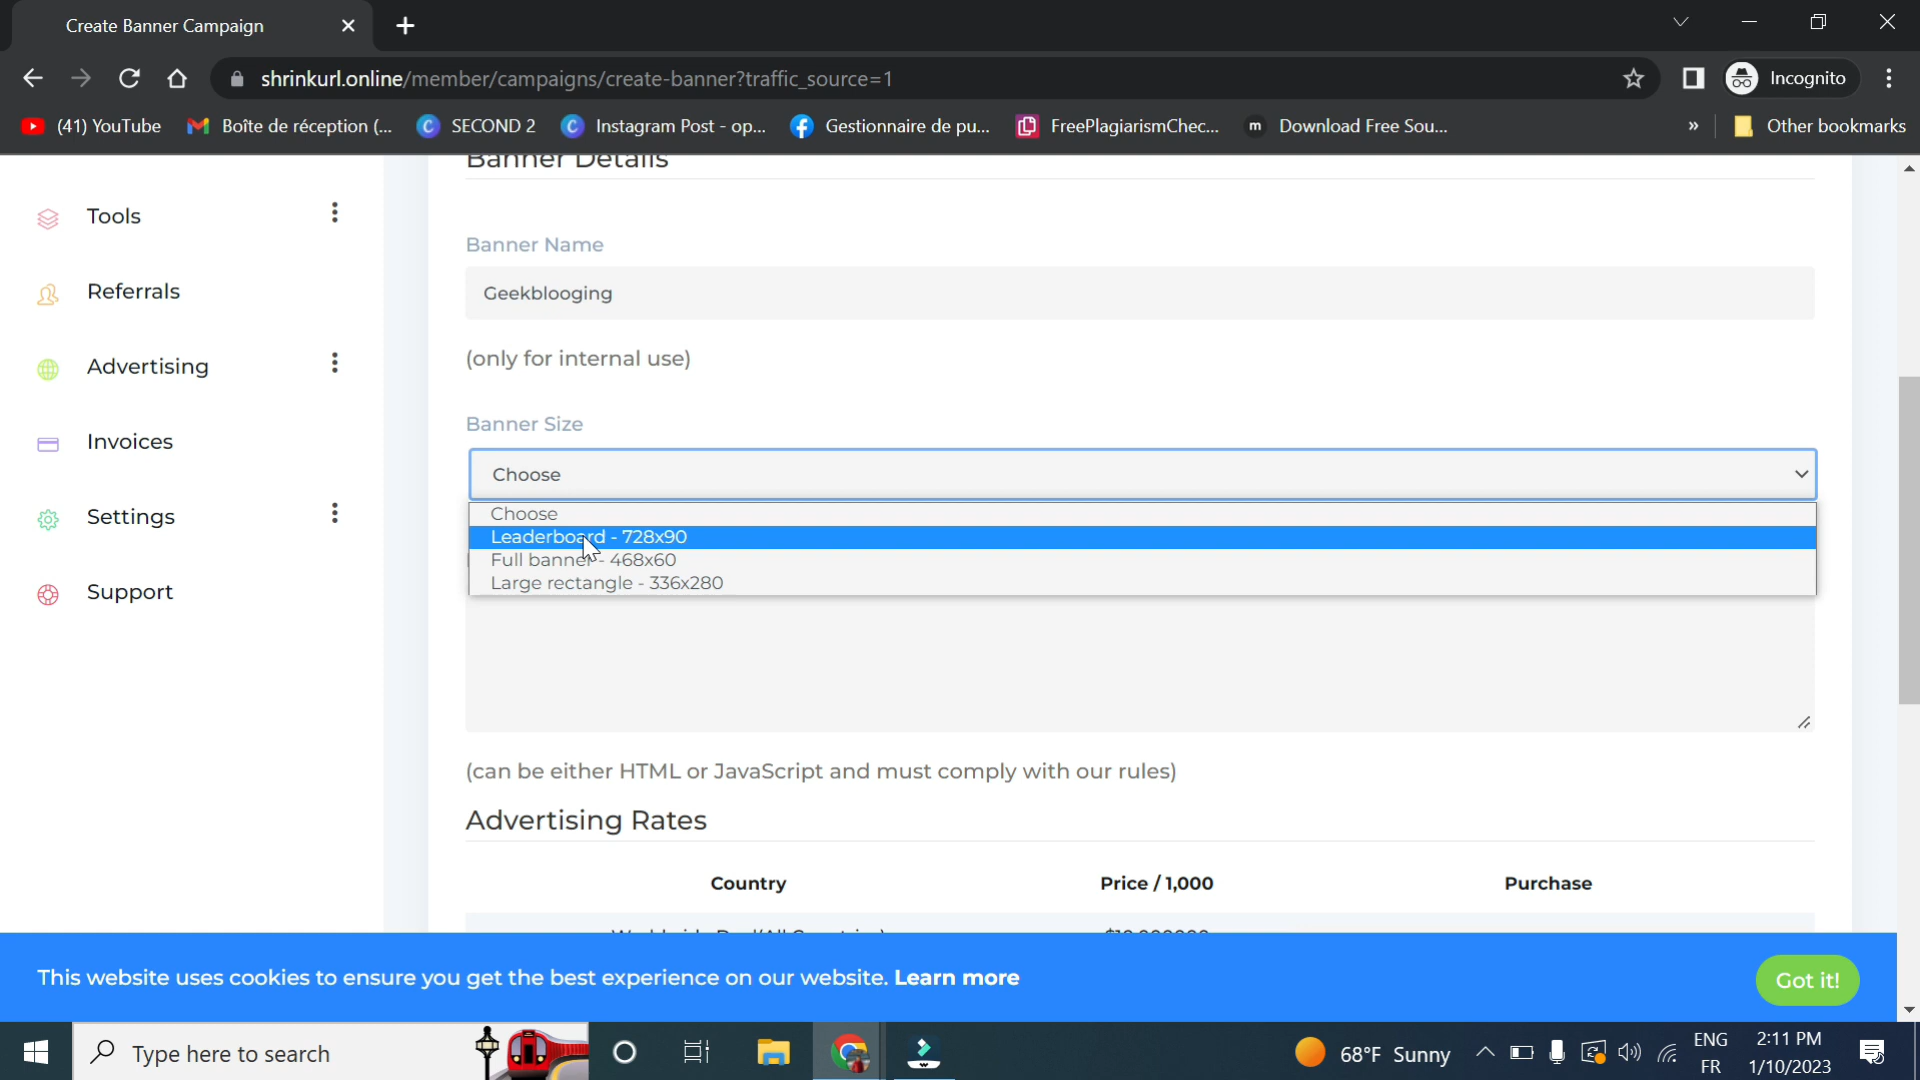 Create Banner Campaign
shrinkurl.online/member/campaigns/create-banner?traffic_source=1
Incognito
(41) YouTube
Boîte de réception (...
SECOND 2
Instagram Post - op...
Gestionnaire de pu...
FreePlagiarismChec...
Download Free Sou...
»
Other bookmarks
Banner Details
Tools
Referrals
Advertising
Invoices
Settings
Support
Banner Name
Geekblooging
(only for internal use)
Banner Size
Choose
Choose
Leaderboard - 728x90
Full banner - 468x60
Large rectangle - 336x280
(can be either HTML or JavaScript and must comply with our rules)
Advertising Rates
Country
Price / 1,000
Purchase
This website uses cookies to ensure you get the best experience on our website. Learn more
Got it!
Type here to search
68°F Sunny
ENG
FR
2:11 PM
1/10/2023